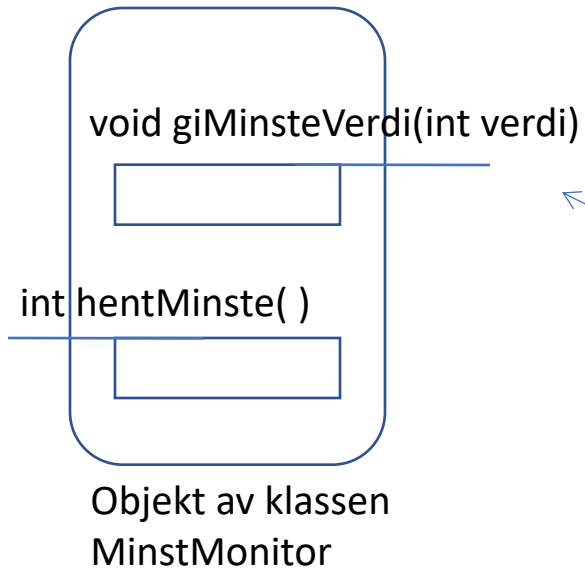 void giMinsteVerdi(int verdi)
int hentMinste( )
Objekt av klassen
MinstMonitor